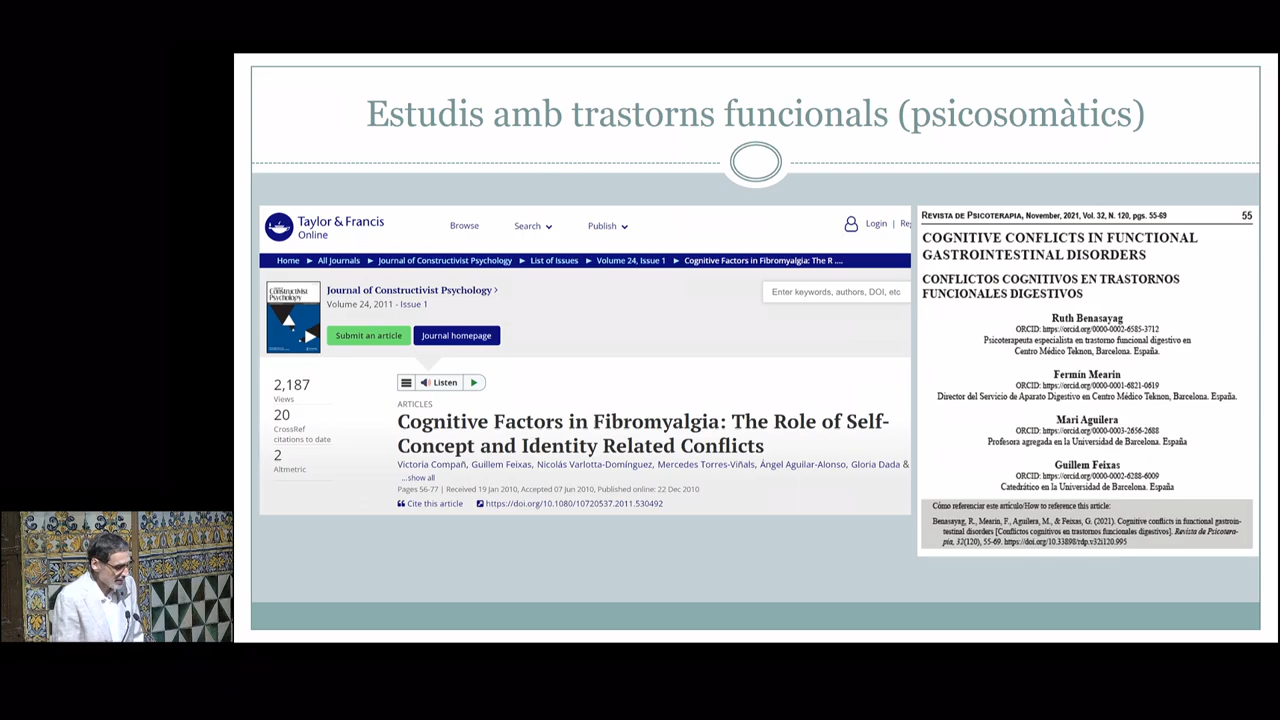 Estudis amb trastorns funcionals (psicosomàtics)
Taylor & Francis
Online
Browse
Search
Publish
Login | Re
Home ► All Journals ► Journal of Constructivist Psychology ► List of Issues ► Volume 24, Issue 1 ► Cognitive Factors in Fibromyalgia: The R ....
Constructivist
Psychology
Journal of Constructivist Psychology ›
Volume 24, 2011 - Issue 1
Enter keywords, authors, DOI, etc
Submit an article
Journal homepage
2,187
Views
20
CrossRef
citations to date
2
Altmetric
Listen
ARTICLES
Cognitive Factors in Fibromyalgia: The Role of Self-
Concept and Identity Related Conflicts
Victoria Compañ, Guillem Feixas, Nicolás Varlotta-Domínguez, Mercedes Torres-Viñals, Ángel Aguilar-Alonso, Gloria Dada &
...show all
Pages 56-77 | Received 19 Jan 2010, Accepted 07 Jun 2010, Published online: 22 Dec 2010
Cite this article
https://doi.org/10.1080/10720537.2011.530492
REVISTA DE PSICOTERAPIA, November, 2021, Vol. 32, N. 120, pgs. 55-69
55
COGNITIVE CONFLICTS IN FUNCTIONAL
GASTROINTESTINAL DISORDERS
CONFLICTOS COGNITIVOS EN TRASTORNOS
FUNCIONALES DIGESTIVOS
Ruth Benasayag
ORCID: https://orcid.org/0000-0002-6585-3712
Psicoterapeuta especialista en trastorno funcional digestivo en
Centro Médico Teknon, Barcelona. España.
Fermín Mearin
ORCID: https://orcid.org/0000-0001-6821-0619
Director del Servicio de Aparato Digestivo en Centro Médico Teknon, Barcelona. España.
Mari Aguilera
ORCID: https://orcid.org/0000-0003-2656-2688
Profesora agregada en la Universidad de Barcelona. España
Guillem Feixas
ORCID: https://orcid.org/0000-0002-6288-6009
Catedrático en la Universidad de Barcelona. España
Cómo referenciar este artículo/How to reference this article:
Benasayag, R., Mearin, F., Aguilera, M., & Feixas, G. (2021). Cognitive conflicts in functional gastroin-
testinal disorders [Conflictos cognitivos en trastornos funcionales digestivos]. Revista de Psicotera-
pia, 32(120), 55-69. https://doi.org/10.33898/rdp.v32i120.995